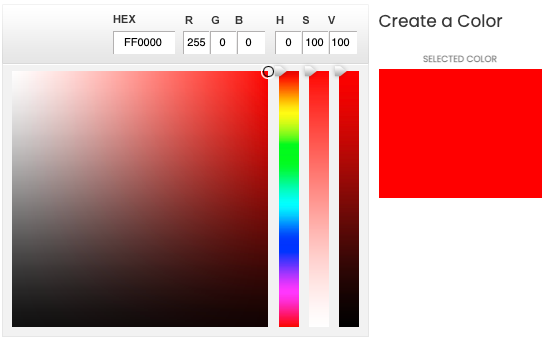 HEX R G B H S V
FF0000 255 0 0 0 100 100
Create a Color
SELECTED COLOR